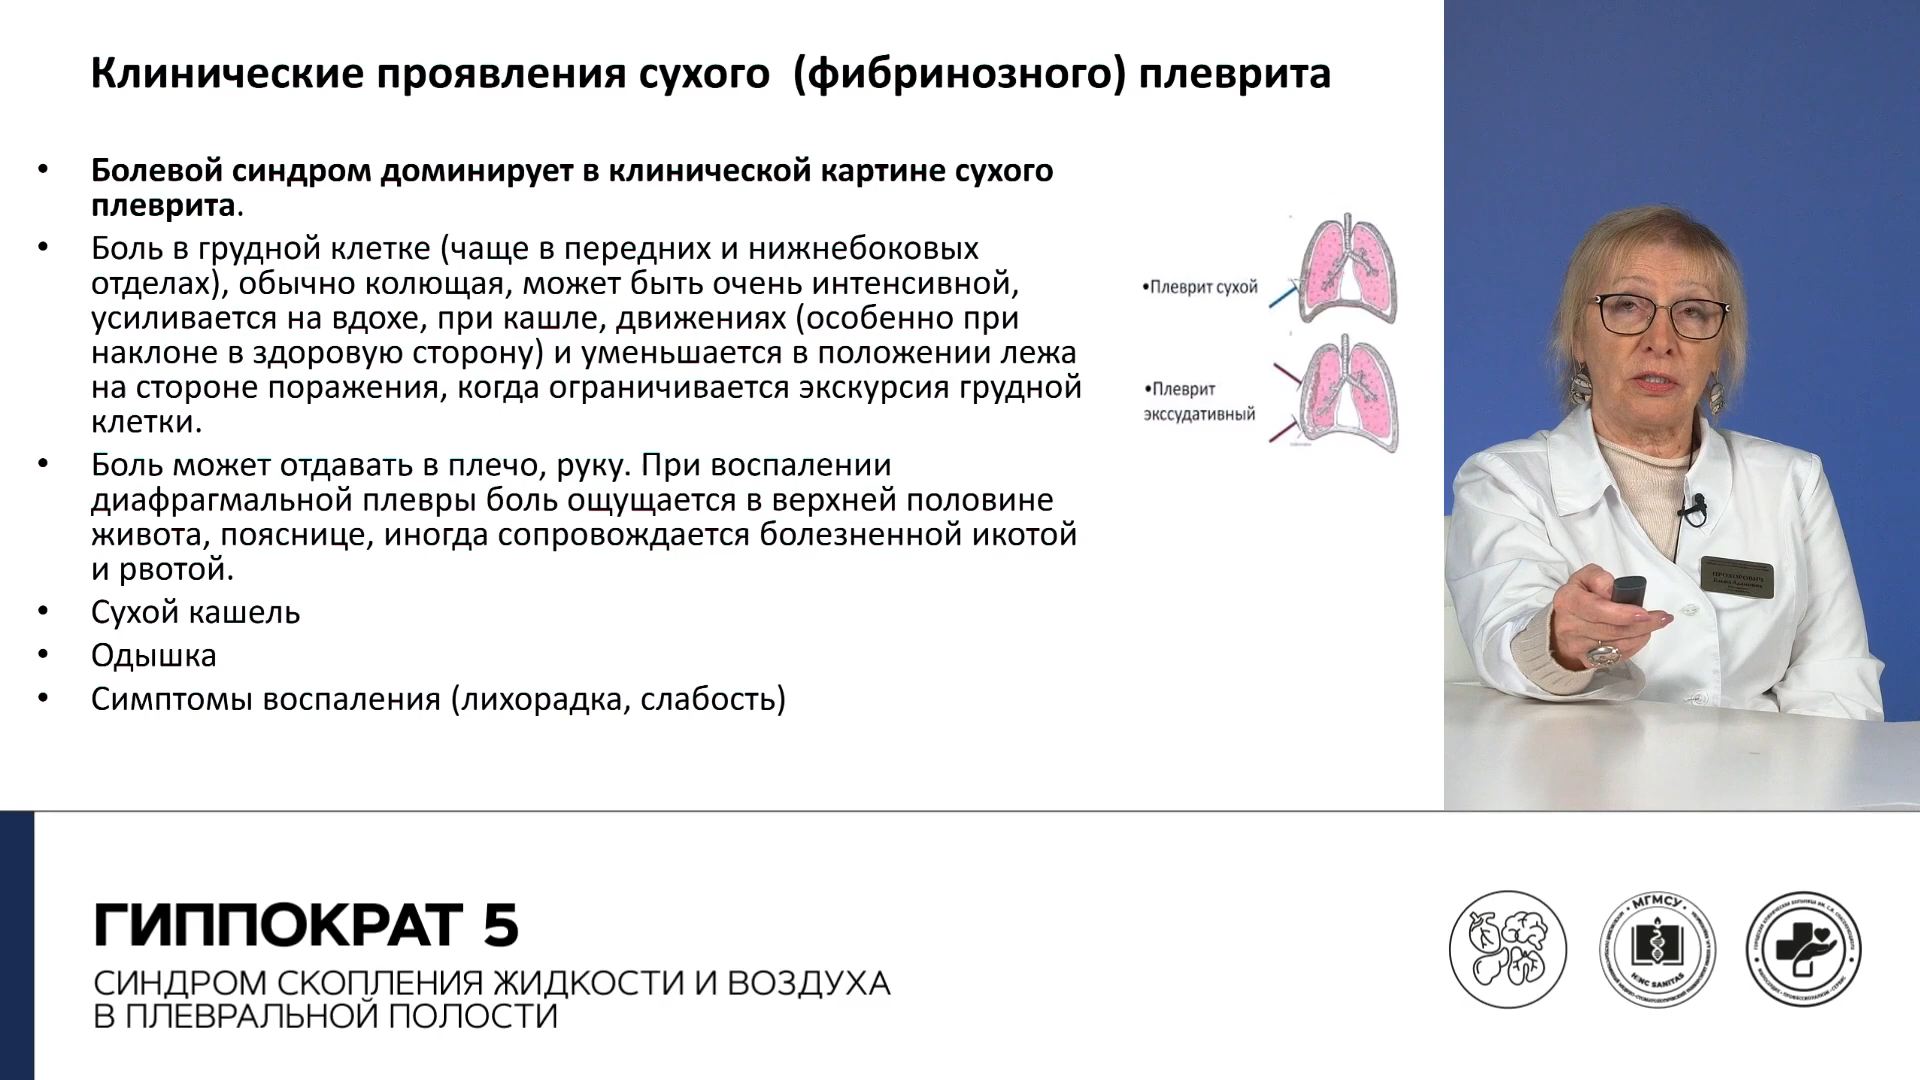 Клинические проявления сухого (фибринозного) плеврита
• Болевой синдром доминирует в клинической картине сухого
плеврита.
• Боль в грудной клетке (чаще в передних и нижнебоковых
отделах), обычно колющая, может быть очень интенсивной,
усиливается на вдохе, при кашле, движениях (особенно при
наклоне в здоровую сторону) и уменьшается в положении лежа
на стороне поражения, когда ограничивается экскурсия грудной
клетки.
• Боль может отдавать в плечо, руку. При воспалении
диафрагмальной плевры боль ощущается в верхней половине
живота, пояснице, иногда сопровождается болезненной икотой
и рвотой.
• Сухой кашель
• Одышка
• Симптомы воспаления (лихорадка, слабость)
•Плеврит сухой
•Плеврит
экссудативный
ПРОХОРОВИЧ
ГИППОКРАТ 5
СИНДРОМ СКОПЛЕНИЯ ЖИДКОСТИ И ВОЗДУХА
В ПЛЕВРАЛЬНОЙ ПОЛОСТИ
МГМСУ
HINC SANITAS